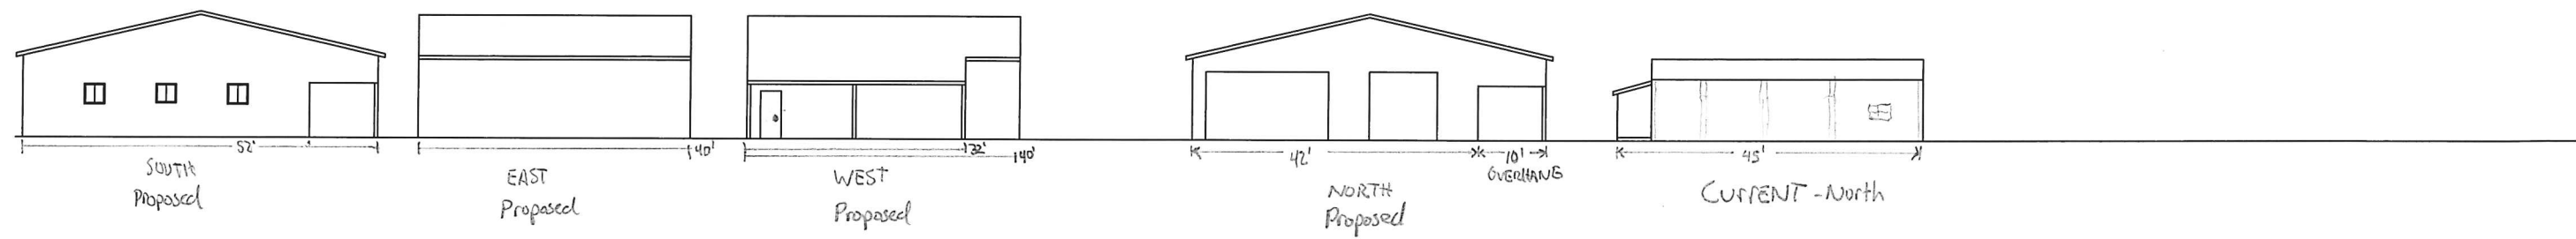 52'
SOUTH
Proposed
40'
EAST
Proposed
32'
40'
WEST
Proposed
42'
10'
OVERHANG
NORTH
Proposed
45'
CURRENT - North